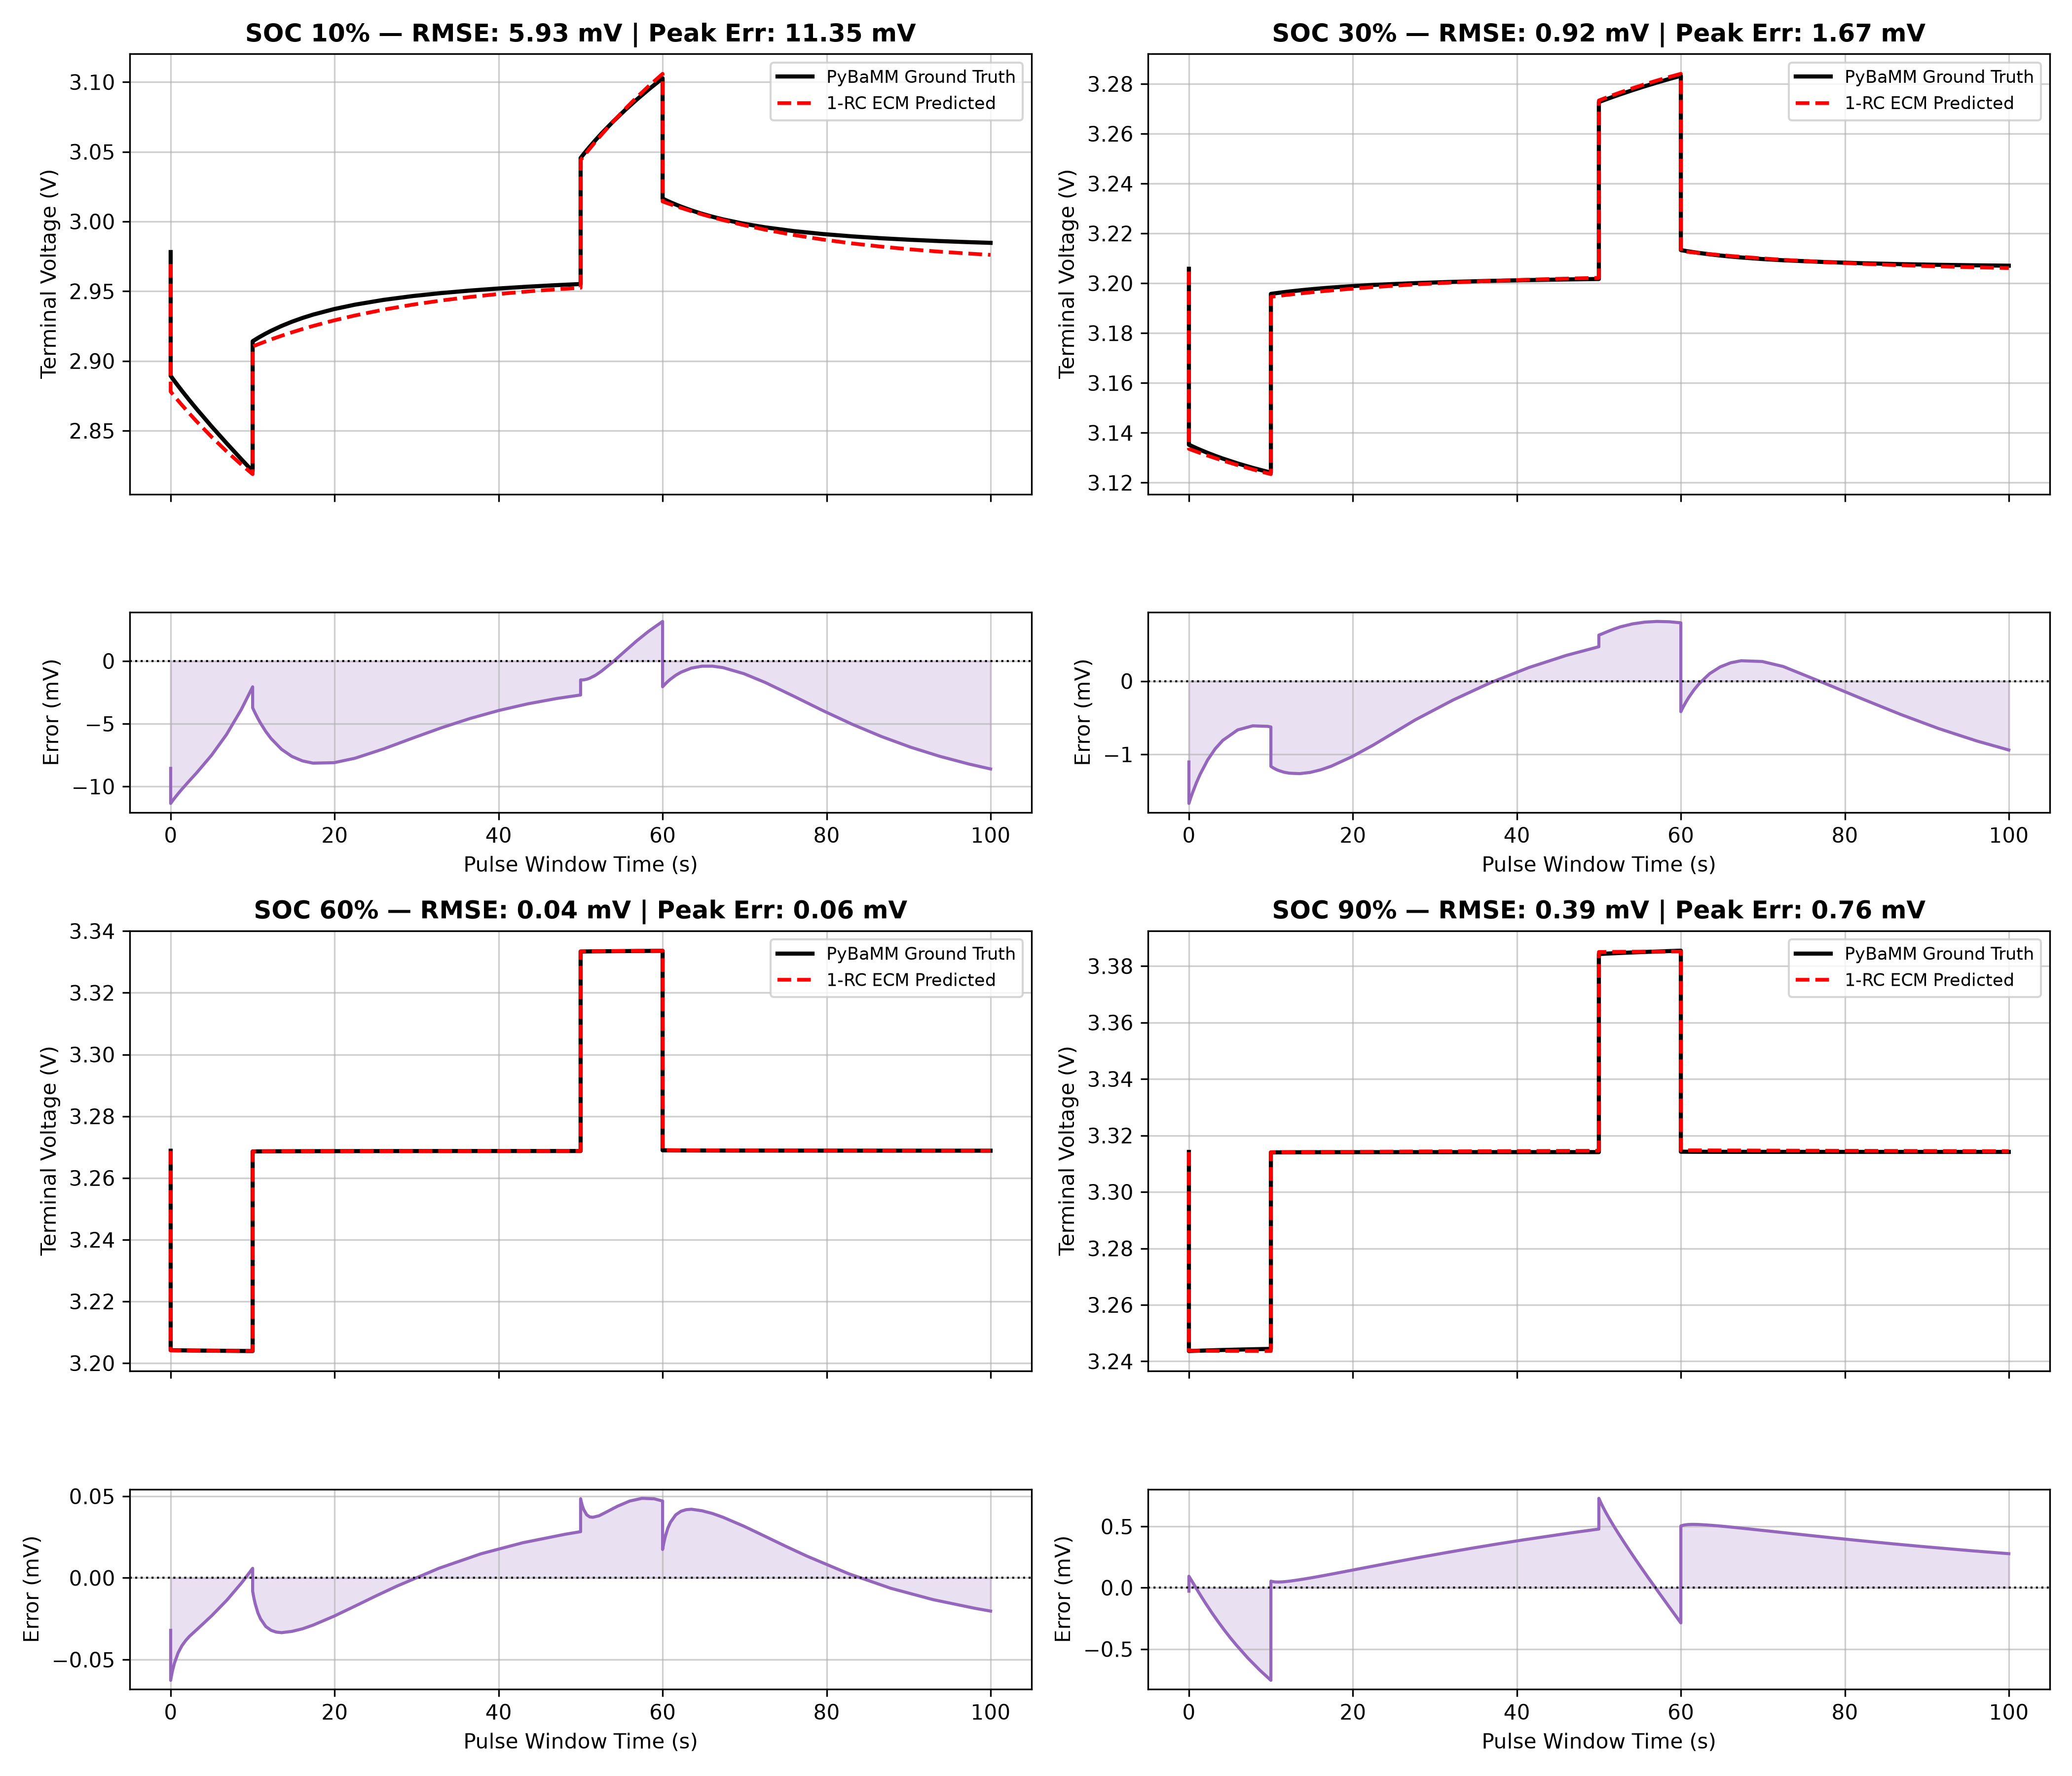 SOC 10% — RMSE: 5.93 mV | Peak Err: 11.35 mV
PyBaMM Ground Truth
1-RC ECM Predicted
Terminal Voltage (V)
3.10
3.05
3.00
2.95
2.90
2.85
SOC 30% — RMSE: 0.92 mV | Peak Err: 1.67 mV
PyBaMM Ground Truth
1-RC ECM Predicted
Terminal Voltage (V)
3.28
3.26
3.24
3.22
3.20
3.18
3.16
3.14
3.12
Error (mV)
0
−5
−10
0 20 40 60 80 100
Pulse Window Time (s)
Error (mV)
0
−1
0 20 40 60 80 100
Pulse Window Time (s)
SOC 60% — RMSE: 0.04 mV | Peak Err: 0.06 mV
PyBaMM Ground Truth
1-RC ECM Predicted
Terminal Voltage (V)
3.34
3.32
3.30
3.28
3.26
3.24
3.22
3.20
SOC 90% — RMSE: 0.39 mV | Peak Err: 0.76 mV
PyBaMM Ground Truth
1-RC ECM Predicted
Terminal Voltage (V)
3.38
3.36
3.34
3.32
3.30
3.28
3.26
3.24
Error (mV)
0.05
0.00
−0.05
0 20 40 60 80 100
Pulse Window Time (s)
Error (mV)
0.5
0.0
−0.5
0 20 40 60 80 100
Pulse Window Time (s)